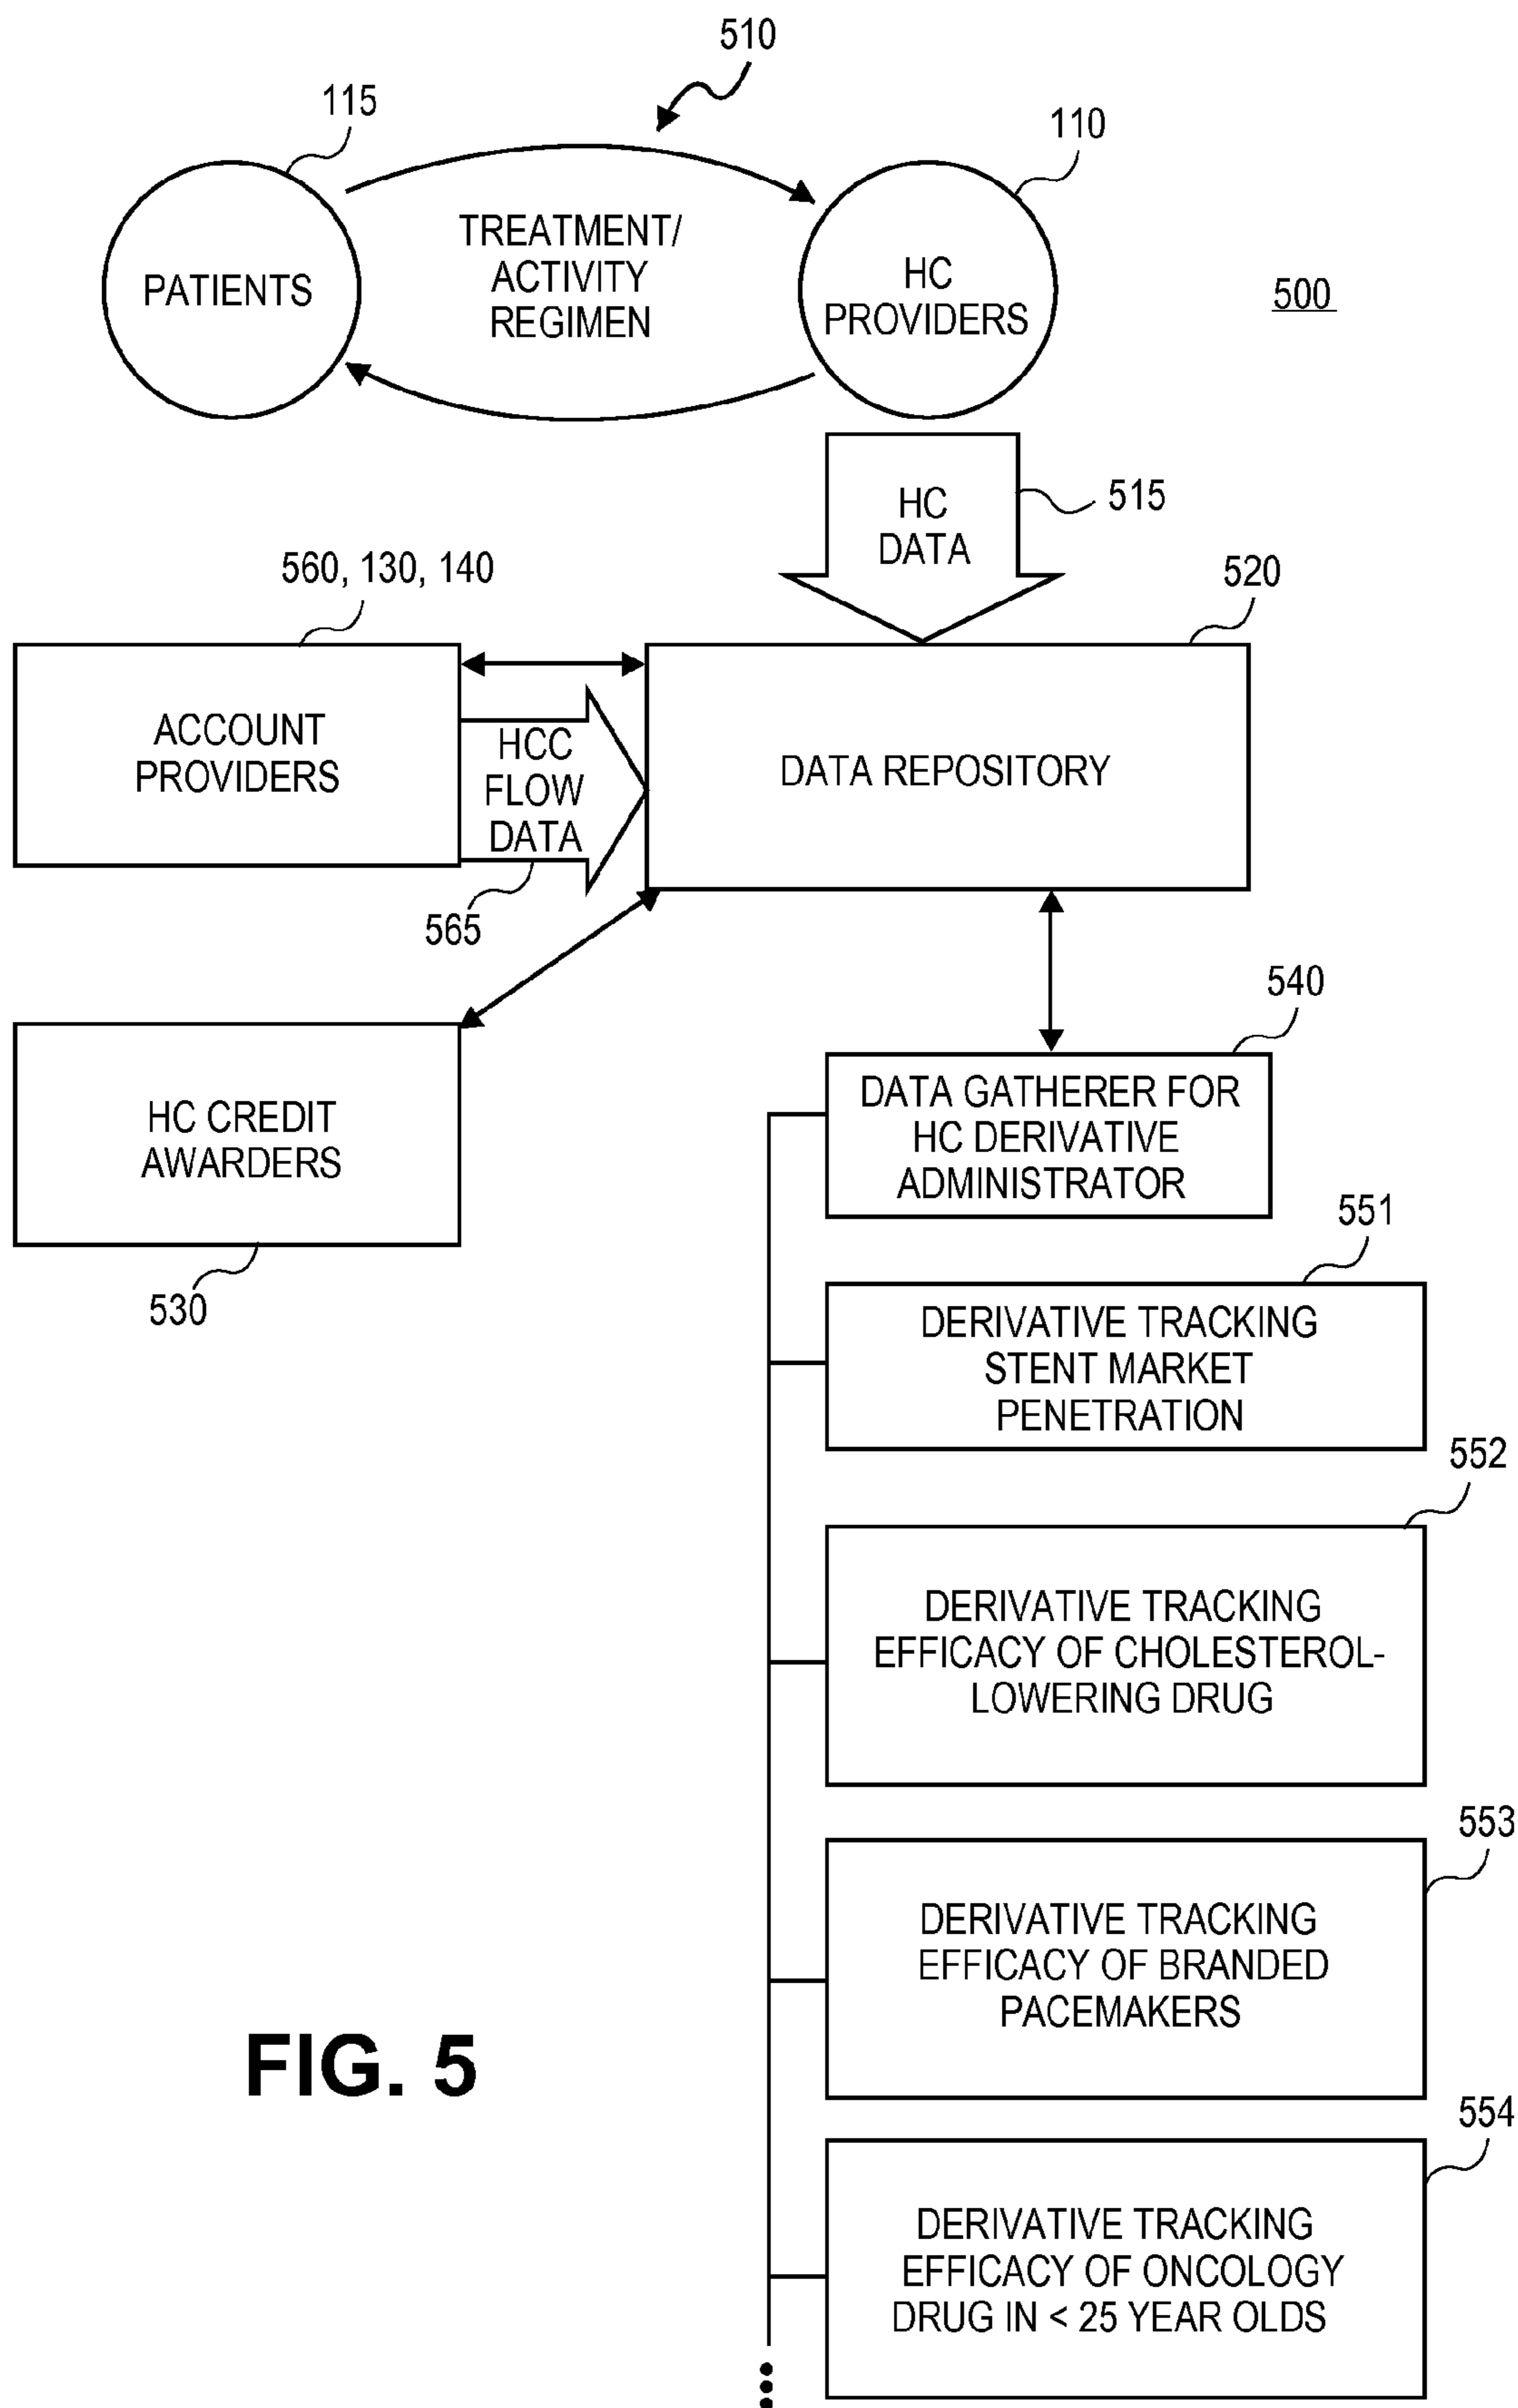 510
115
110
TREATMENT/
ACTIVITY
REGIMEN
PATIENTS
HC
PROVIDERS
500
HC
DATA
515
560, 130, 140
520
ACCOUNT
PROVIDERS
HCC
FLOW
DATA
DATA REPOSITORY
565
540
HC CREDIT
AWARDERS
530
DATA GATHERER FOR
HC DERIVATIVE
ADMINISTRATOR
551
DERIVATIVE TRACKING
STENT MARKET
PENETRATION
552
DERIVATIVE TRACKING
EFFICACY OF CHOLESTEROL-
LOWERING DRUG
553
DERIVATIVE TRACKING
EFFICACY OF BRANDED
PACEMAKERS
FIG. 5
554
DERIVATIVE TRACKING
EFFICACY OF ONCOLOGY
DRUG IN < 25 YEAR OLDS